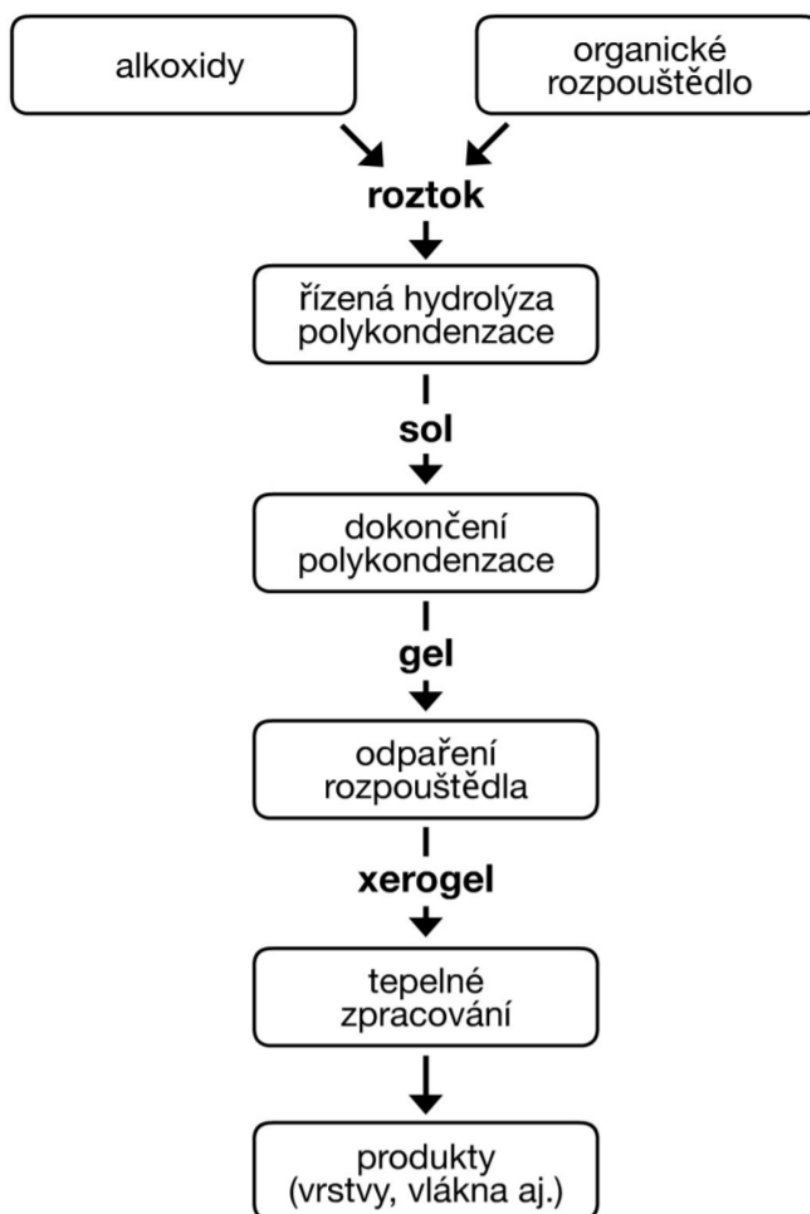 alkoxidy
organické
rozpouštědlo
roztok
řízená hydrolýza
polykondenzace
sol
dokončení
polykondenzace
gel
odpaření
rozpouštědla
xerogel
tepelné
zpracování
produkty
(vrstvy, vlákna aj.)